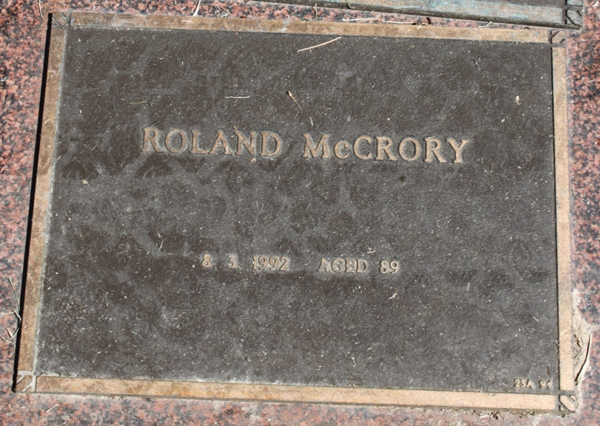 ROLAND McCRORY
8 3 1992 AGED 89